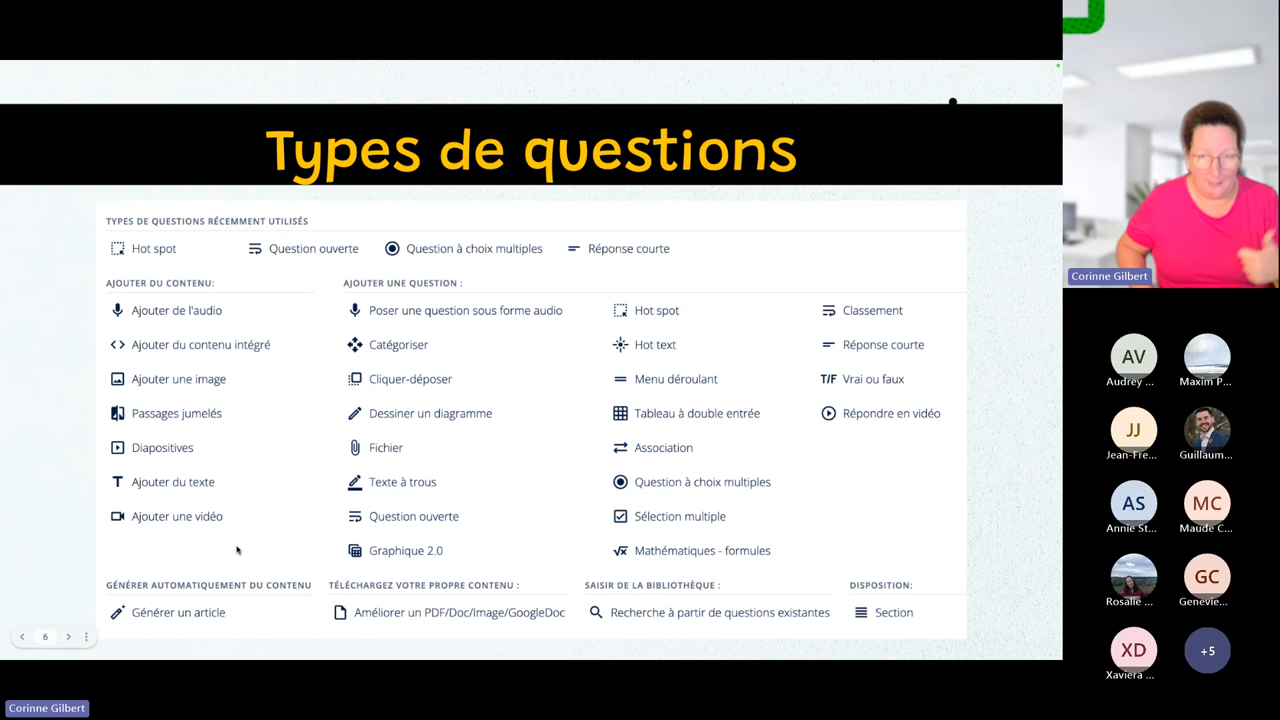 Types de questions
TYPES DE QUESTIONS RÉCEMMENT UTILISÉS
Hot spot
Question ouverte
Question à choix multiples
Réponse courte
AJOUTER DU CONTENU:
Ajouter de l'audio
Ajouter du contenu intégré
Ajouter une image
Passages jumelés
Diapositives
Ajouter du texte
Ajouter une vidéo
AJOUTER UNE QUESTION :
Poser une question sous forme audio
Catégoriser
Cliquer-déposer
Dessiner un diagramme
Fichier
Texte à trous
Question ouverte
Graphique 2.0
Hot spot
Hot text
Menu déroulant
Tableau à double entrée
Association
Question à choix multiples
Sélection multiple
Mathématiques - formules
Classement
Réponse courte
T/F Vrai ou faux
Répondre en vidéo
GÉNÉRER AUTOMATIQUEMENT DU CONTENU
Générer un article
TÉLÉCHARGEZ VOTRE PROPRE CONTENU :
Améliorer un PDF/Doc/Image/GoogleDoc
SAISIR DE LA BIBLIOTHÈQUE :
Recherche à partir de questions existantes
DISPOSITION:
Section
6
Corinne Gilbert
Corinne Gilbert
AV
Audrey ...
Maxim P...
JJ
Jean-Fre...
Guillaum...
AS
Annie St...
MC
Maude C...
Rosalie ...
GC
Genevie...
XD
Xaviera ...
+5